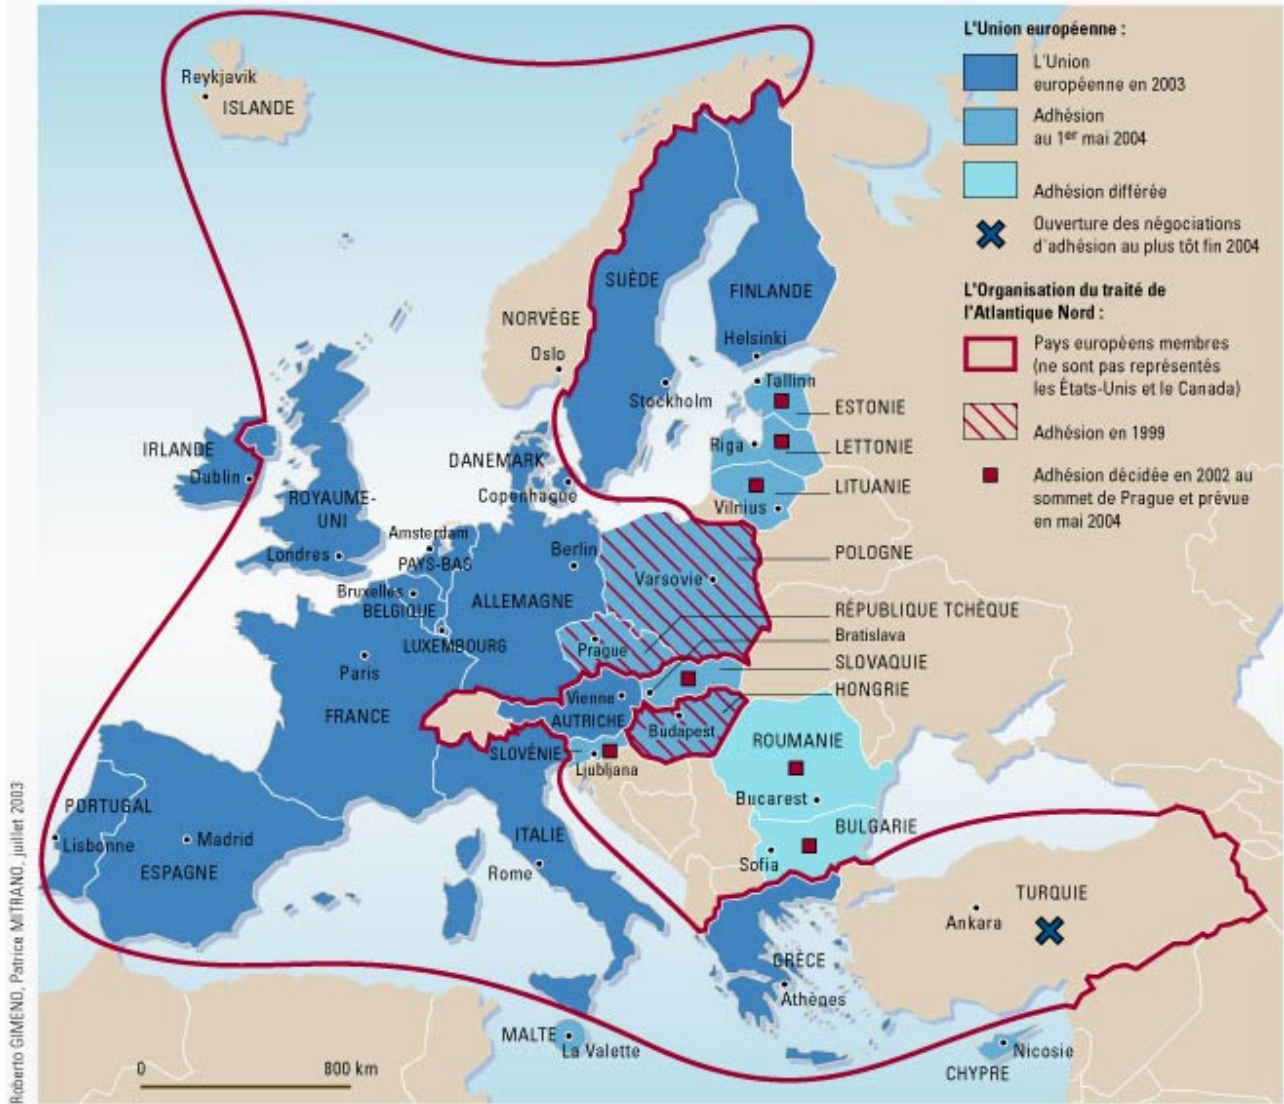 L'Union européenne :
L'Union
européenne en 2003
Adhésion
au 1er mai 2004
Adhésion différée
Ouverture des négociations
d'adhésion au plus tôt fin 2004
L'Organisation du traité de
l'Atlantique Nord :
Pays européens membres
(ne sont pas représentés
les États-Unis et le Canada)
Adhésion en 1999
Adhésion décidée en 2002 au
sommet de Prague et prévue
en mai 2004
Reykjavik
ISLANDE
SUÈDE
FINLANDE
NORVÈGE
Oslo
Helsinki
Tallinn
Stockholm
ESTONIE
IRLANDE
Riga
LETTONIE
DANEMARK
Dublin
LITUANIE
Copenhague
ROYAUME-
UNI
Vilnius
Amsterdam
Londres
Berlin
POLOGNE
PAYS-BAS
Varsovie
Bruxelles
BELGIQUE
ALLEMAGNE
RÉPUBLIQUE TCHÈQUE
Bratislava
LUXEMBOURG
Prague
SLOVAQUIE
Paris
HONGRIE
Vienne
AUTRICHE
FRANCE
Budapest
ROUMANIE
SLOVÉNIE
Ljubljana
Bucarest
PORTUGAL
Lisbonne
Madrid
ITALIE
BULGARIE
Sofia
ESPAGNE
Rome
TURQUIE
Ankara
GRÈCE
Athènes
MALTE
La Valette
Nicosie
CHYPRE
0
800 km
Roberto GIMENO, Patrice MITRANO, juillet 2003